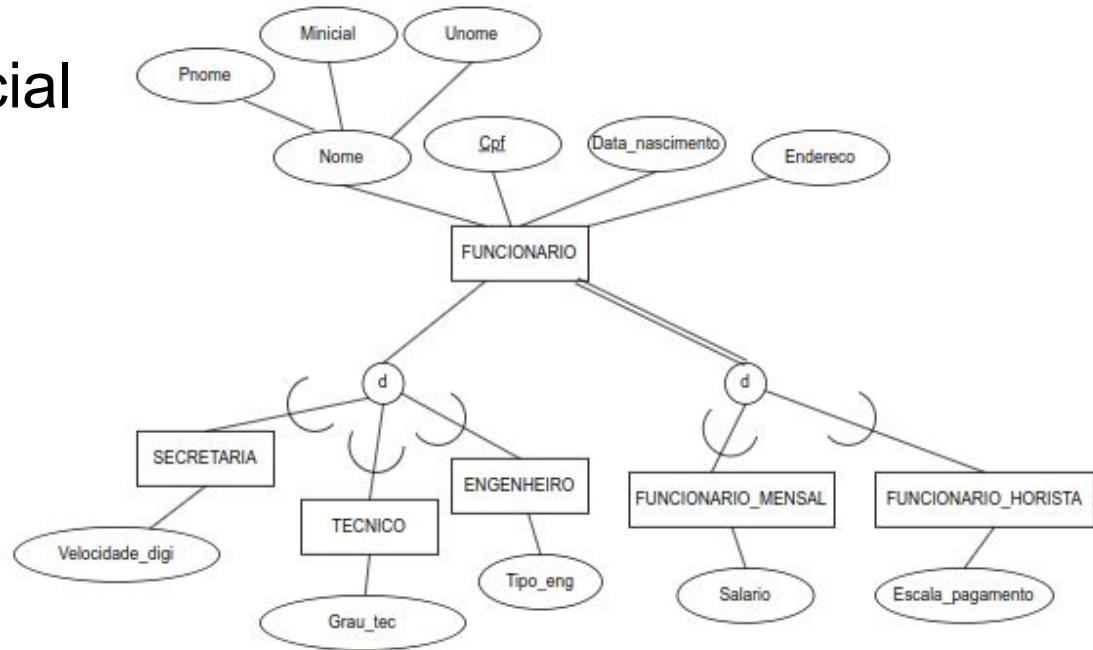 cial
Minicial
Unome
Pnome
Nome
Cpf
Data_nascimento
Endereco
FUNCIONARIO
d
d
SECRETARIA
TECNICO
ENGENHEIRO
FUNCIONARIO_MENSAL
FUNCIONARIO_HORISTA
Velocidade_digi
Grau_tec
Tipo_eng
Salario
Escala_pagamento